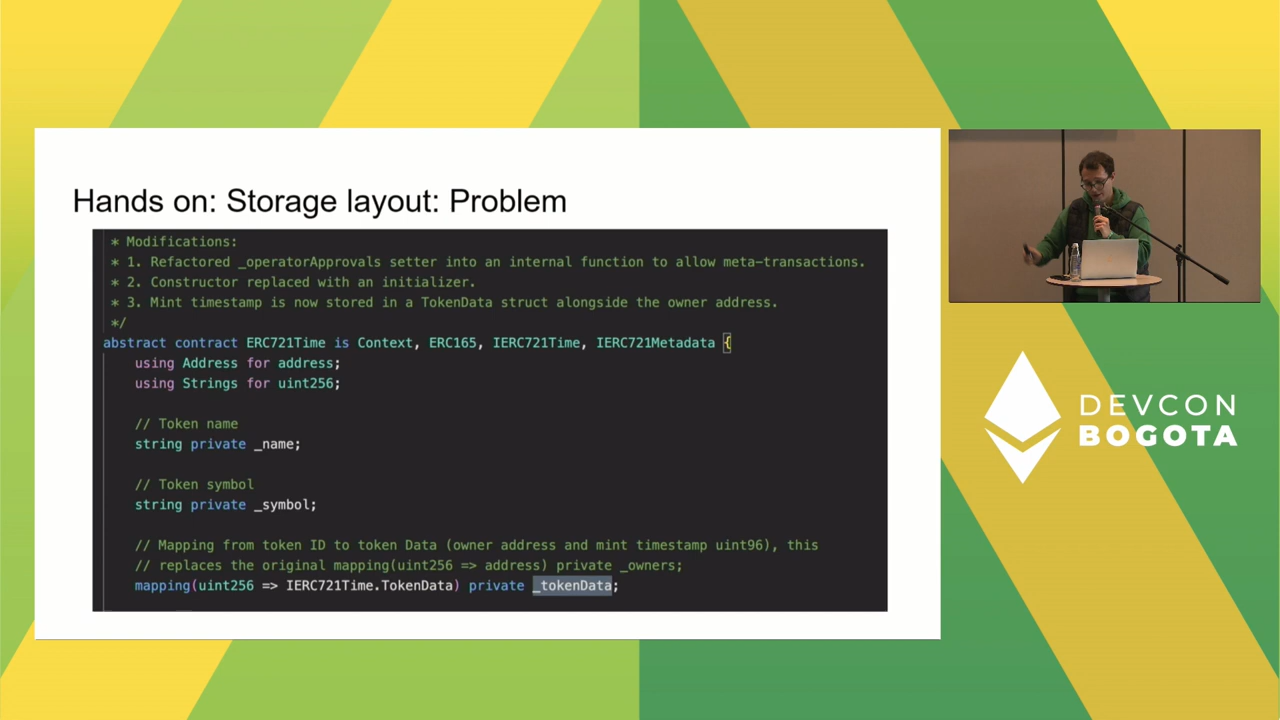 Hands on: Storage layout: Problem
* Modifications:
* 1. Refactored _operatorApprovals setter into an internal function to allow meta-transactions.
* 2. Constructor replaced with an initializer.
* 3. Mint timestamp is now stored in a TokenData struct alongside the owner address.
*/
abstract contract ERC721Time is Context, ERC165, IERC721Time, IERC721Metadata {
using Address for address;
using Strings for uint256;
// Token name
string private _name;
// Token symbol
string private _symbol;
// Mapping from token ID to token Data (owner address and mint timestamp uint96), this
// replaces the original mapping(uint256 => address) private _owners;
mapping(uint256 => IERC721Time.TokenData) private _tokenData;
DEVCON
BOGOTA